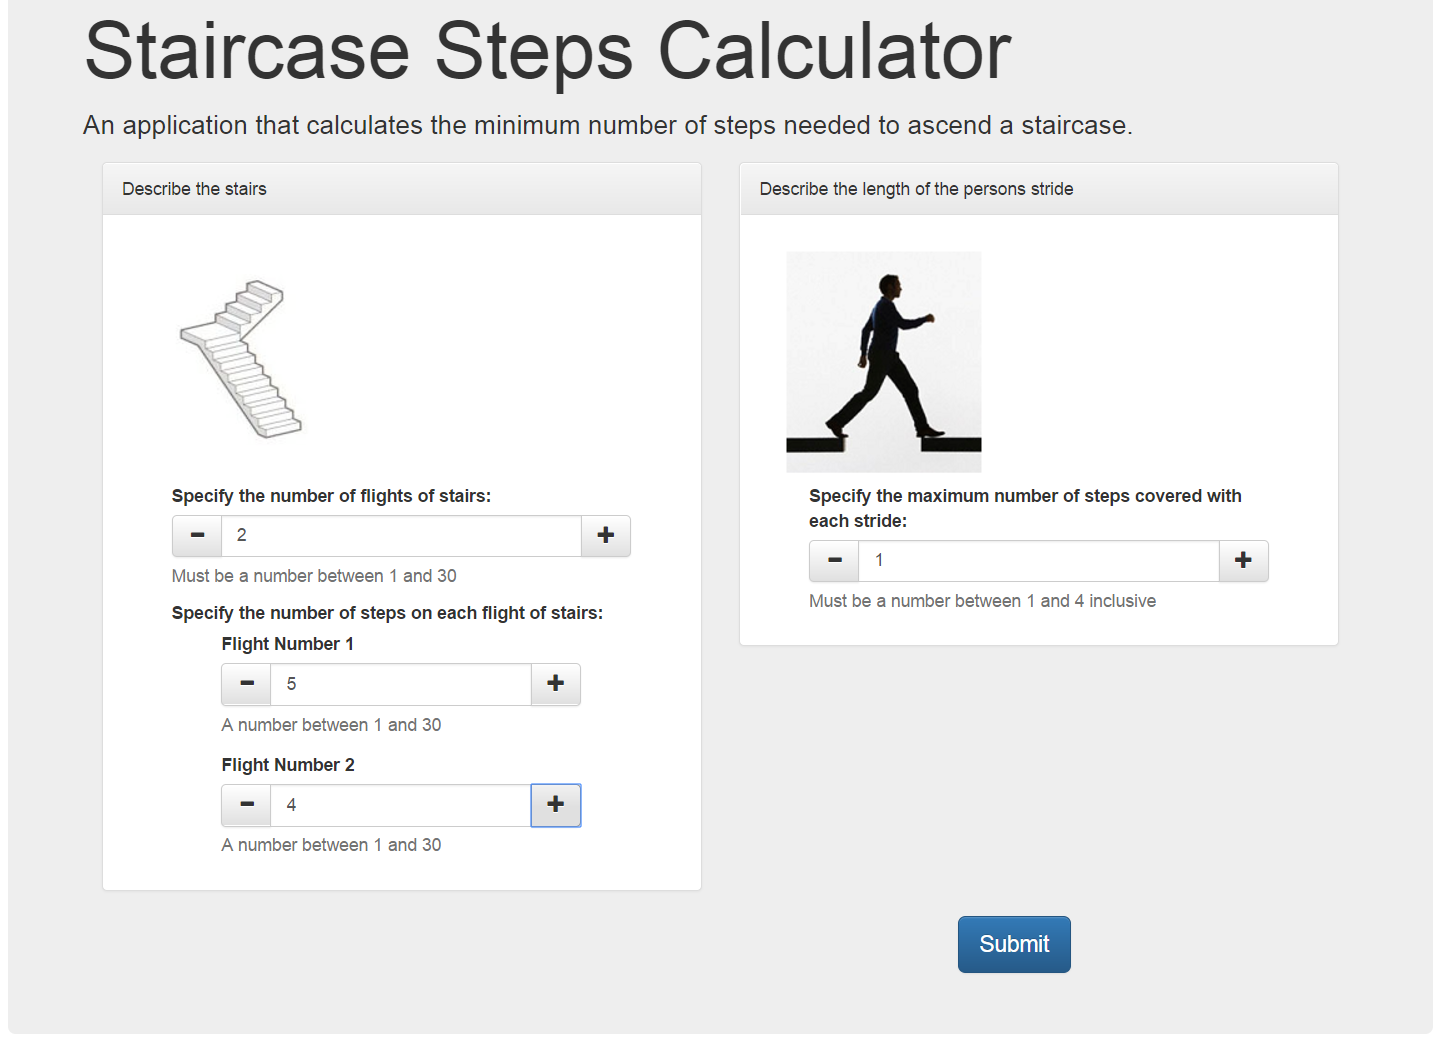 Staircase Steps Calculator
An application that calculates the minimum number of steps needed to ascend a staircase.
Describe the stairs
Specify the number of flights of stairs:
2
Must be a number between 1 and 30
Specify the number of steps on each flight of stairs:
Flight Number 1
5
A number between 1 and 30
Flight Number 2
4
A number between 1 and 30
Describe the length of the persons stride
Specify the maximum number of steps covered with
each stride:
1
Must be a number between 1 and 4 inclusive
Submit